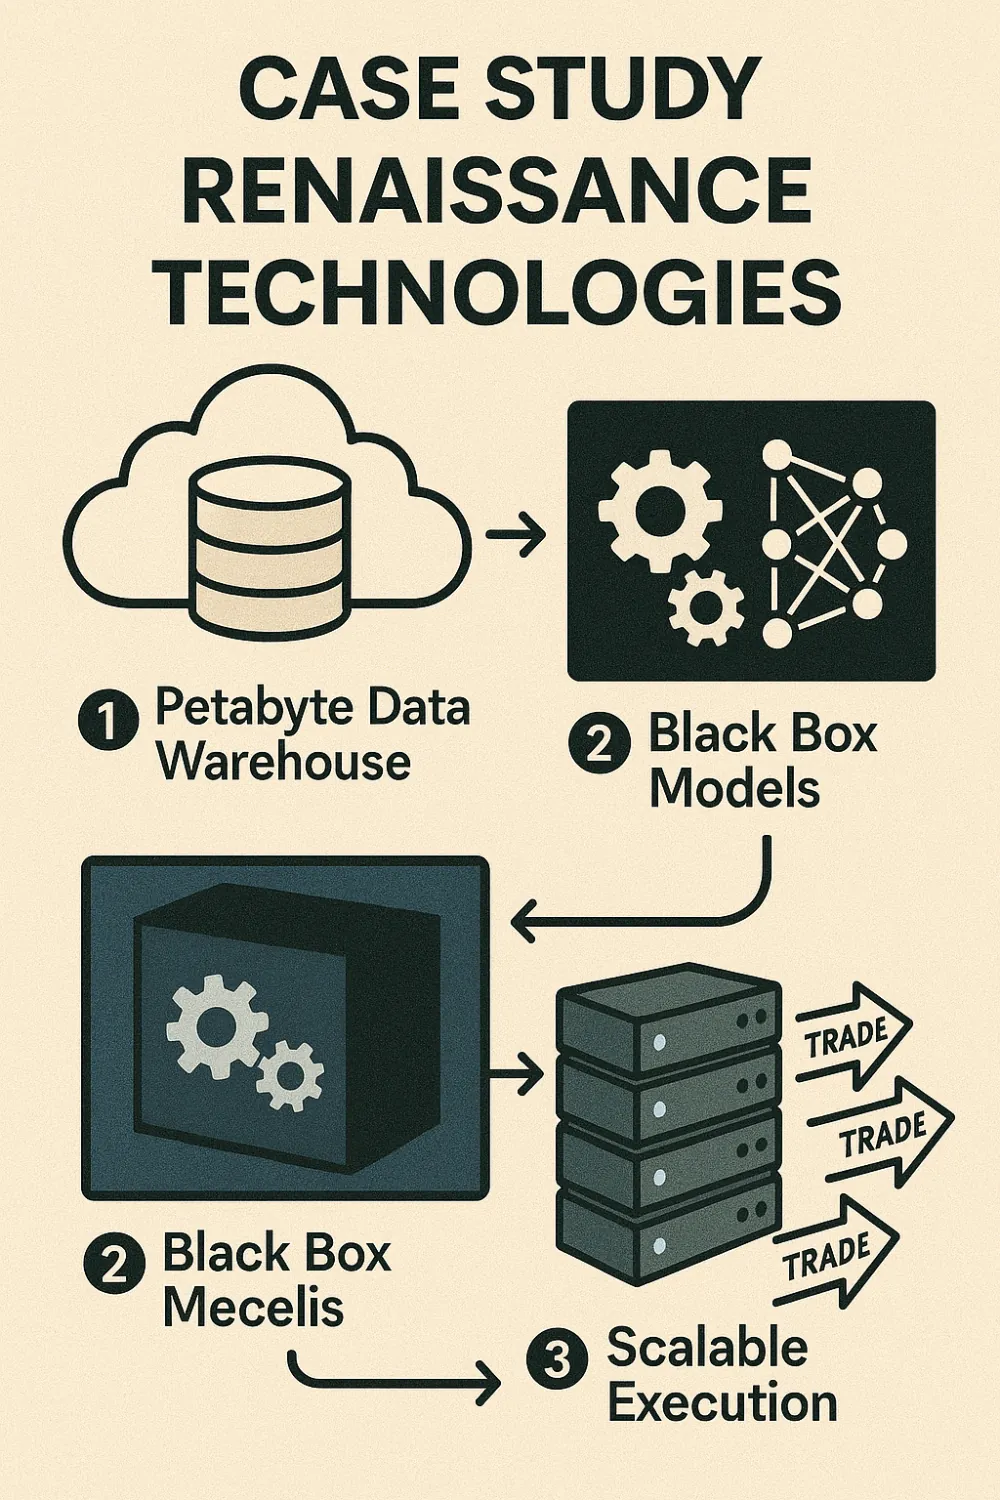 CASE STUDY
RENAISSANCE
TECHNOLOGIES
1 Petabyte Data
Warehouse
2 Black Box
Models
TRADE
TRADE
TRADE
2 Black Box
Mecelis
3 Scalable
Execution